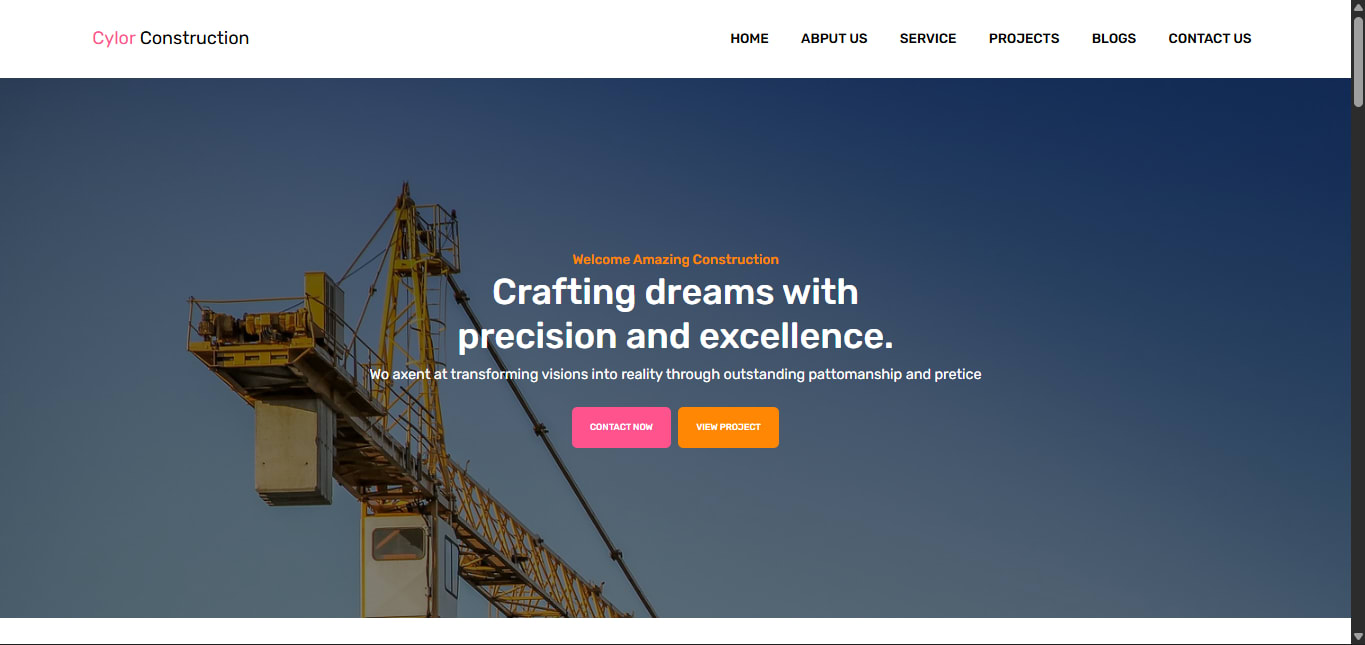 Cylor Construction
HOME ABPUT US SERVICE PROJECTS BLOGS CONTACT US
Welcome Amazing Construction
Crafting dreams with
precision and excellence.
Wo axent at transforming visions into reality through outstanding pattomanship and pretice
CONTACT NOW VIEW PROJECT